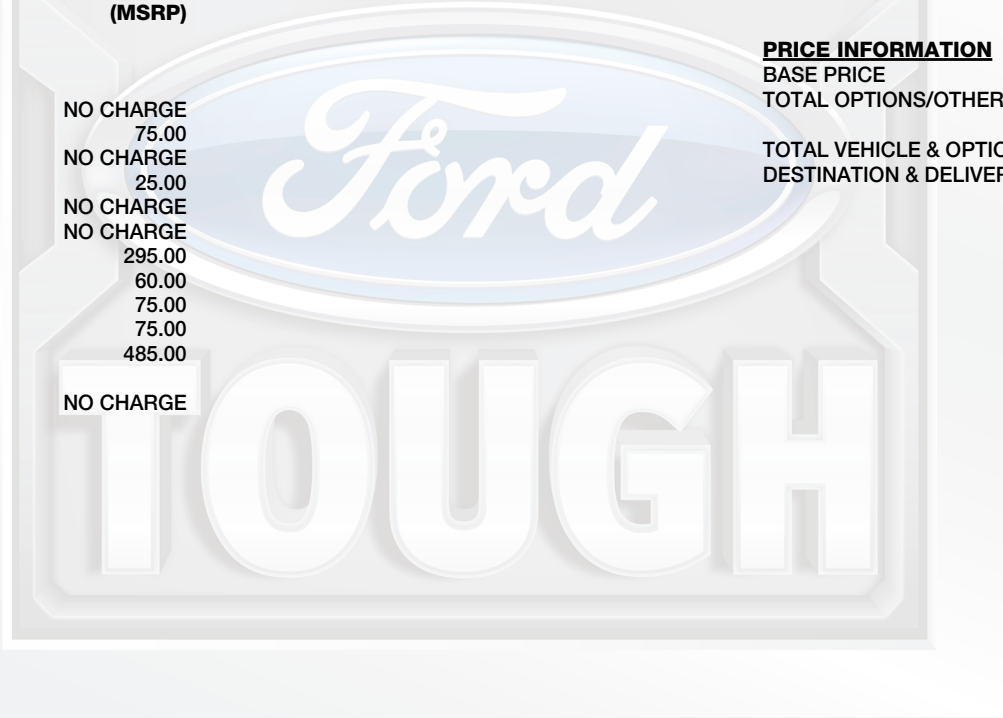 (MSRP)
NO CHARGE
75.00
NO CHARGE
25.00
NO CHARGE
NO CHARGE
295.00
60.00
75.00
75.00
485.00
NO CHARGE
PRICE INFORMATION
BASE PRICE
TOTAL OPTIONS/OTHER
TOTAL VEHICLE & OPTIO
DESTINATION & DELIVER
Ford
TOUGH